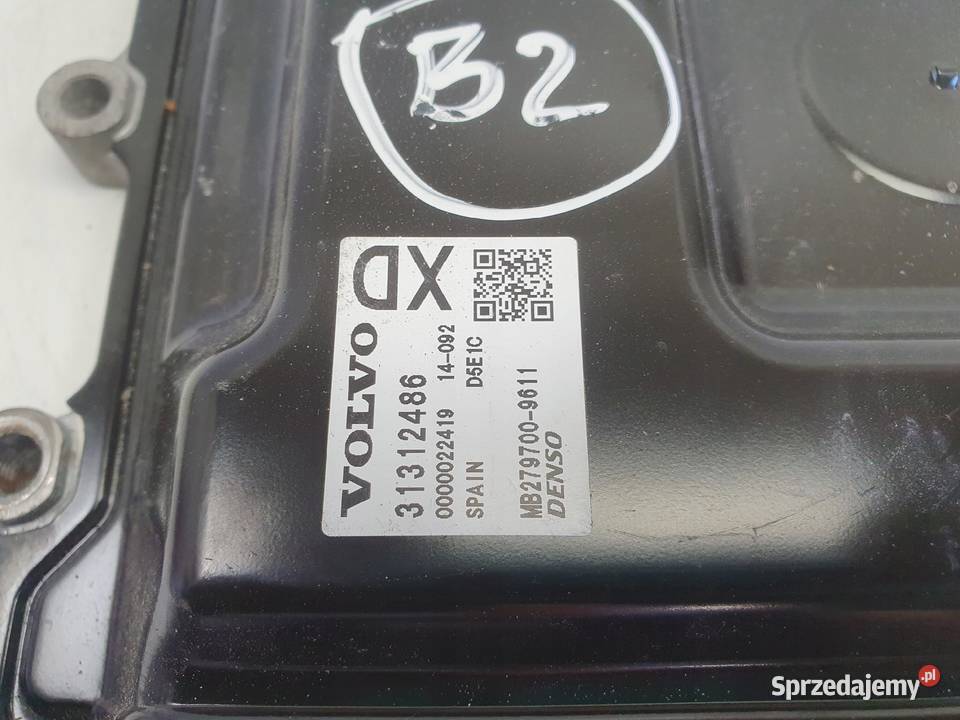 B2
DX
VOLVO
31312486
0000022419 14-092
SPAIN D5E1C
MB279700-9611
DENSO
Sprzedajemy.pl